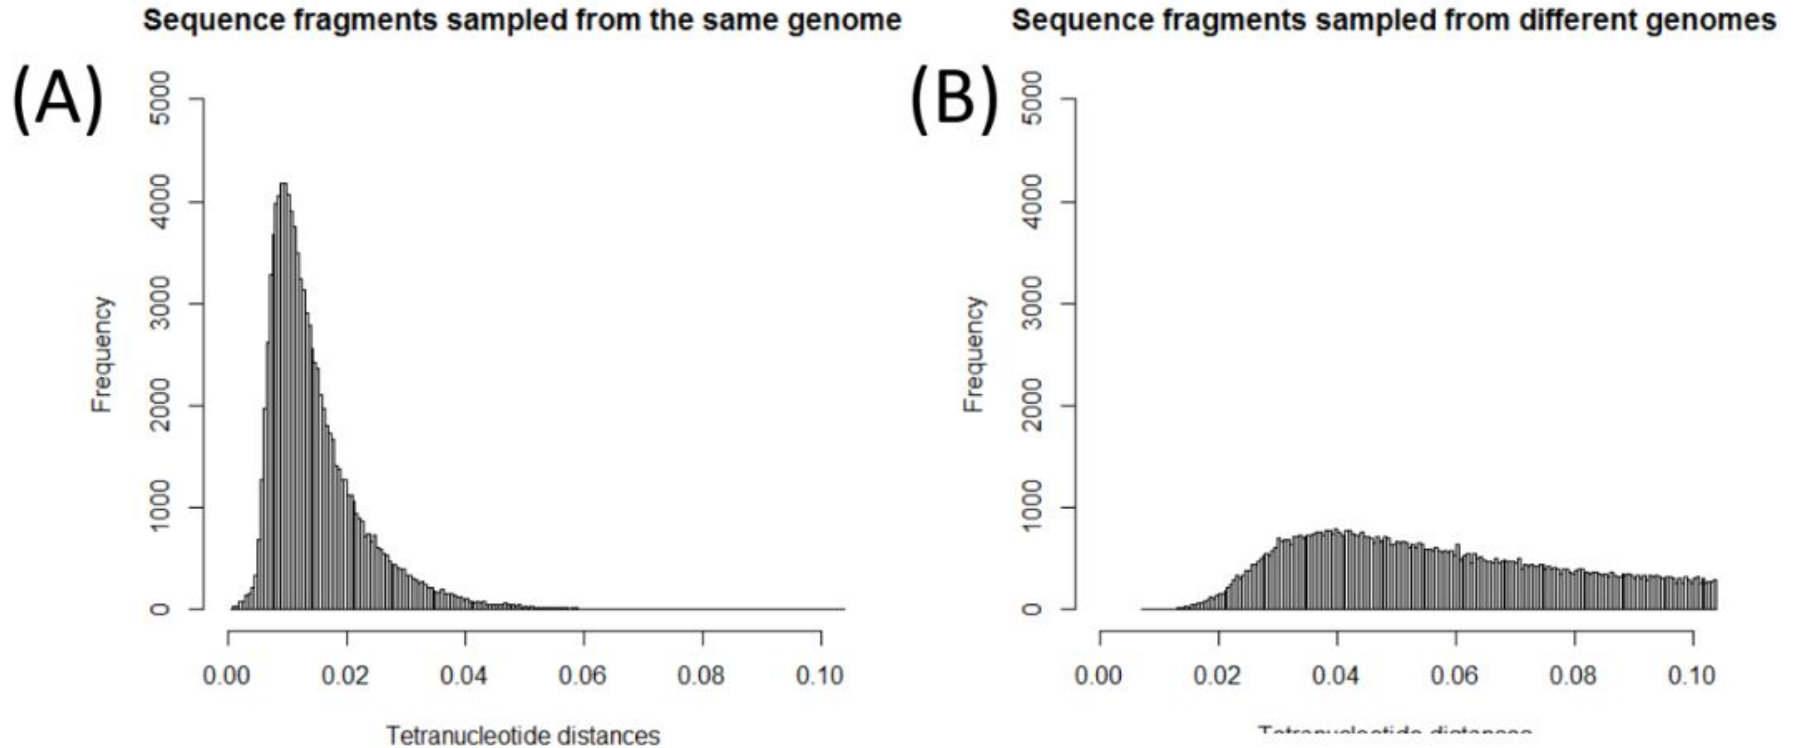 Sequence fragments sampled from the same genome
(A)
5000
4000
3000
2000
1000
0
Frequency
0.00 0.02 0.04 0.06 0.08 0.10
Tetranucleotide distances
Sequence fragments sampled from different genomes
(B)
5000
4000
3000
2000
1000
0
Frequency
0.00 0.02 0.04 0.06 0.08 0.10
Tetranucleotide distances